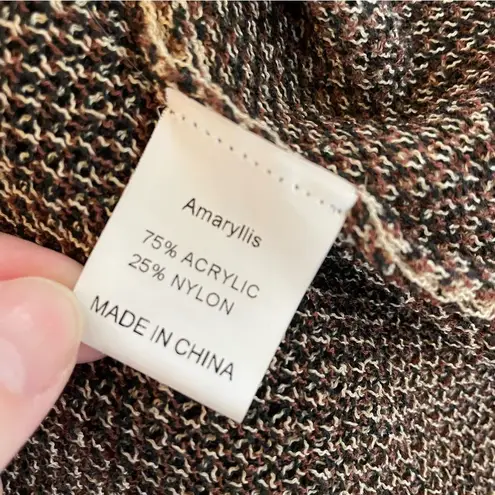 Amaryllis
75% ACRYLIC
25% NYLON
MADE IN CHINA